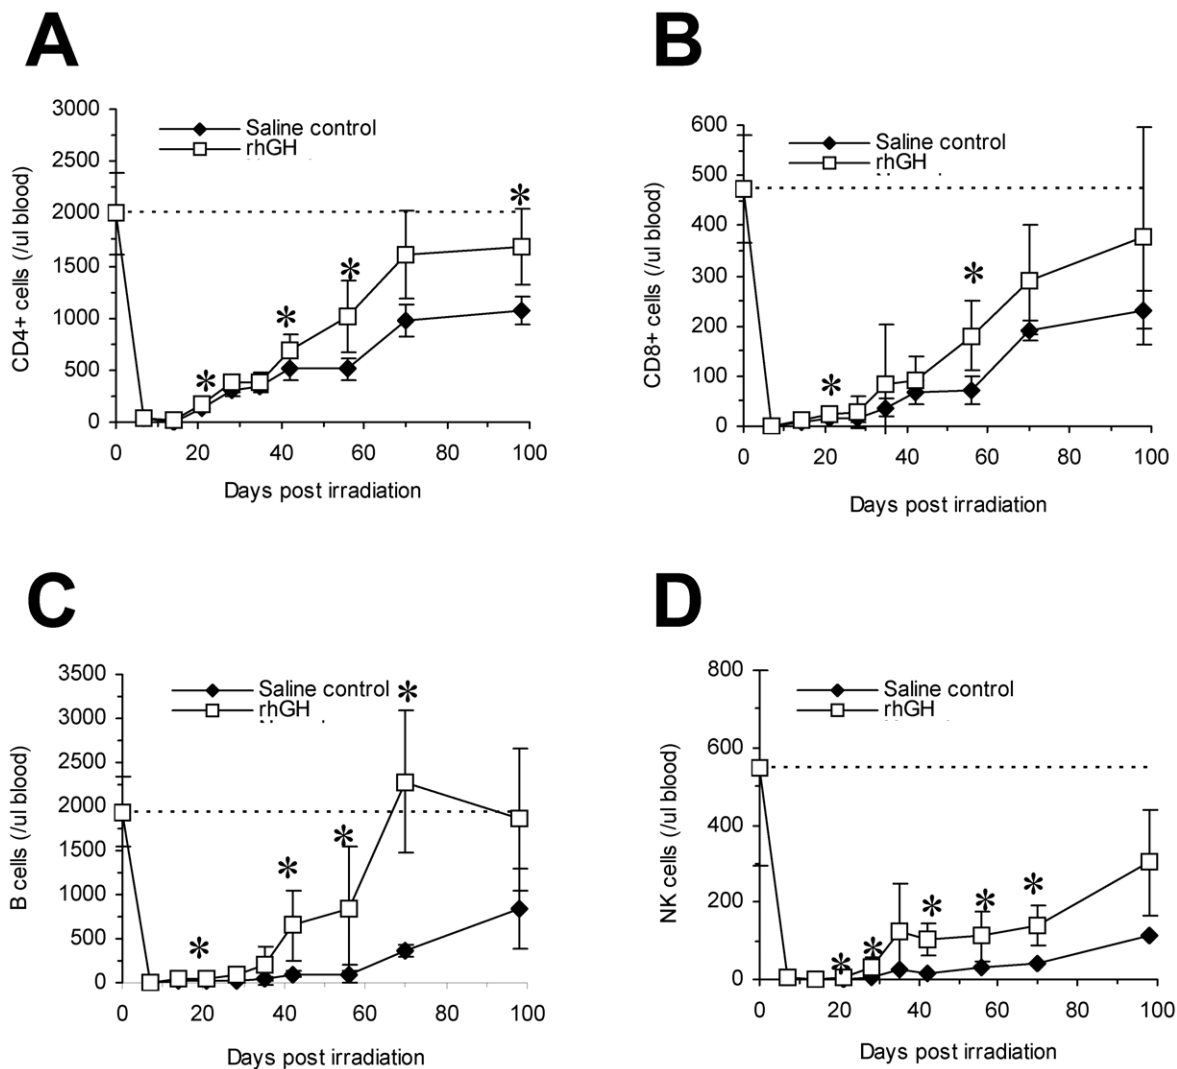 A
3000
2500
2000
1500
1000
500
0
CD4+ cells (/ul blood)
Saline control
rhGH
*
*
*
*
0 20 40 60 80 100
Days post irradiation
B
600
500
400
300
200
100
0
CD8+ cells (/ul blood)
Saline control
rhGH
*
*
0 20 40 60 80 100
Days post irradiation
C
3500
3000
2500
2000
1500
1000
500
0
B cells (/ul blood)
Saline control
rhGH
*
*
*
*
0 20 40 60 80 100
Days post irradiation
D
800
600
400
200
0
NK cells (/ul blood)
Saline control
rhGH
*
*
*
*
*
0 20 40 60 80 100
Days post irradiation